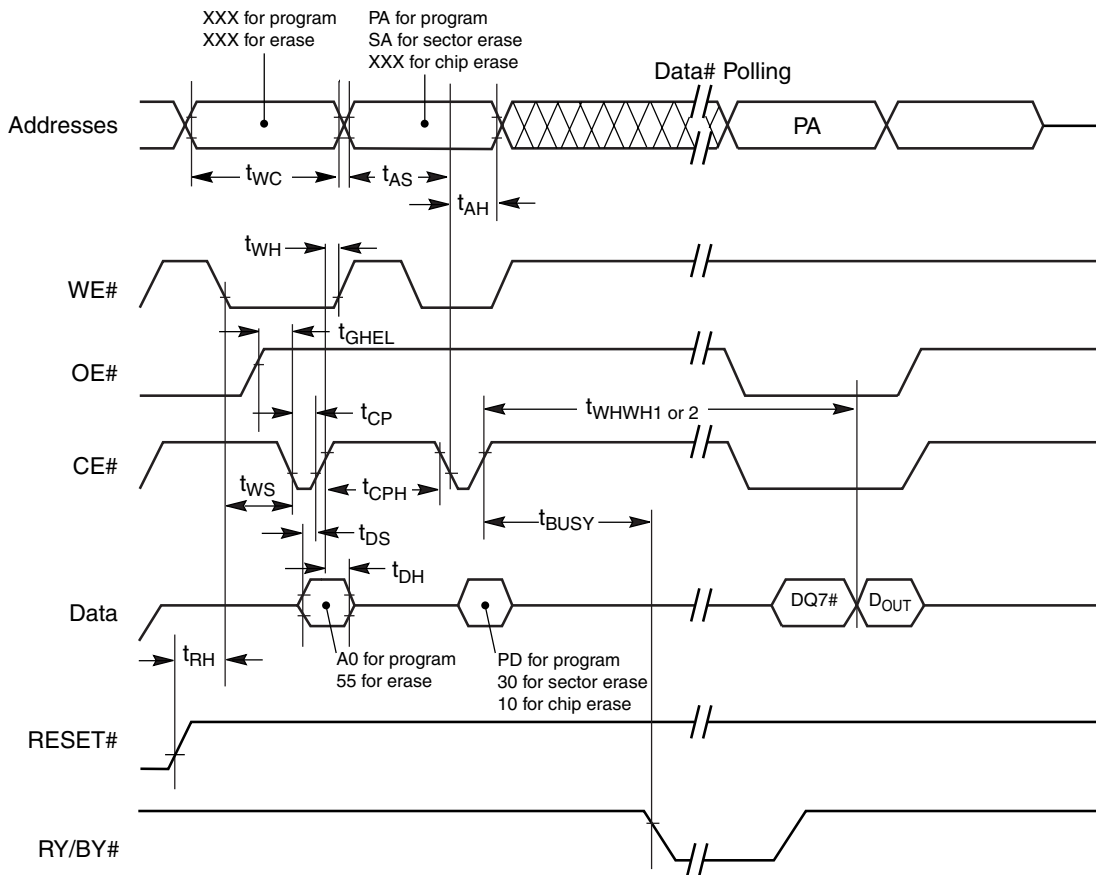 XXX for program
XXX for erase
PA for program
SA for sector erase
XXX for chip erase
Data# Polling
Addresses
PA
tWC
tAS
tAH
tWH
WE#
tGHEL
OE#
tWHWH1 or 2
tCP
CE#
tWS
tCPH
tBUSY
tDS
tDH
Data
DQ7#
DOUT
tRH
A0 for program
55 for erase
PD for program
30 for sector erase
10 for chip erase
RESET#
RY/BY#